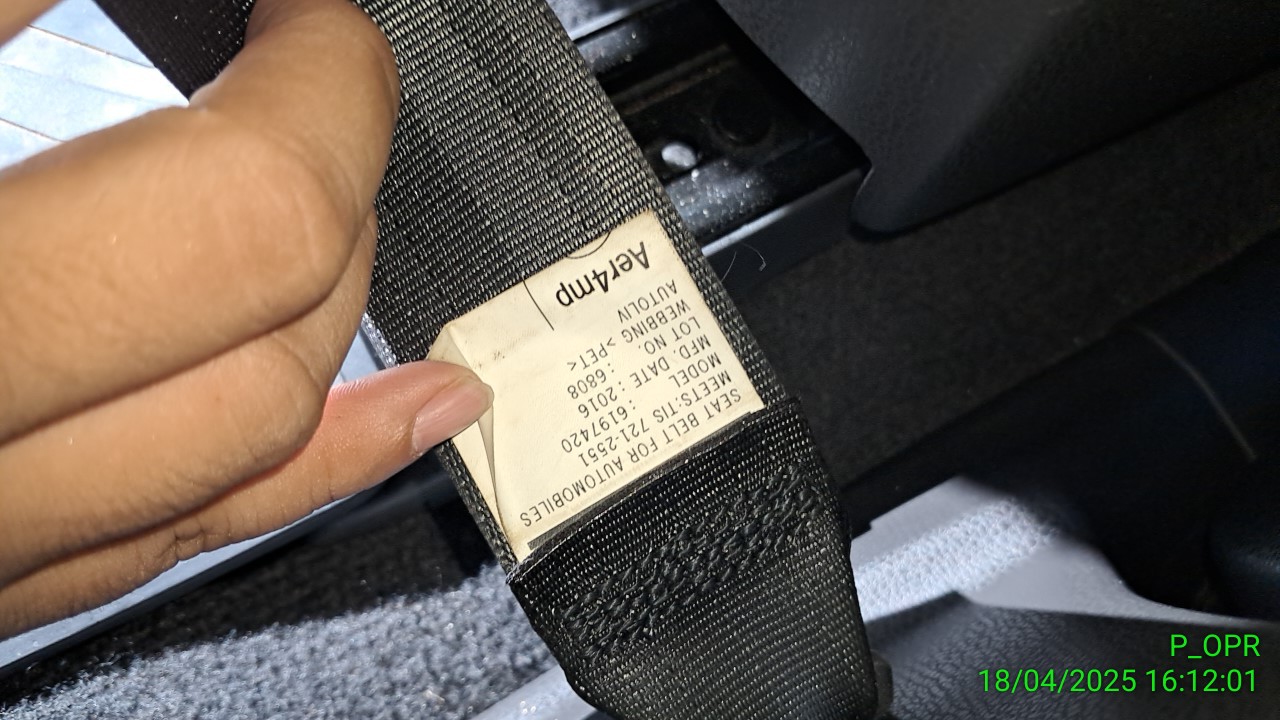 SEAT BELT FOR AUTOMOBILES
MEETS:TIS 721-2551
MODEL : 6197420
MFD. DATE : 2016
LOT NO. : 6808
WEBBING >PET<
AUTOLIV
Aer4mp
P_OPR
18/04/2025 16:12:01